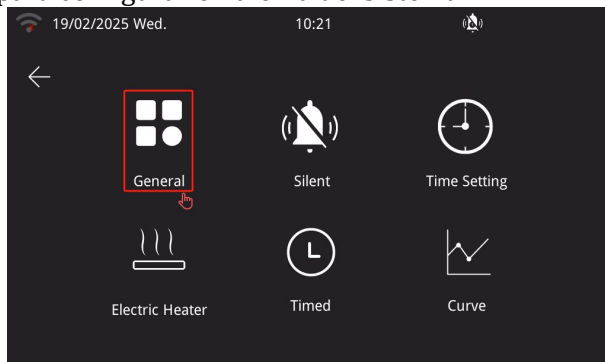 19/02/2025 Wed. 10:21
General Silent Time Setting
Electric Heater Timed Curve